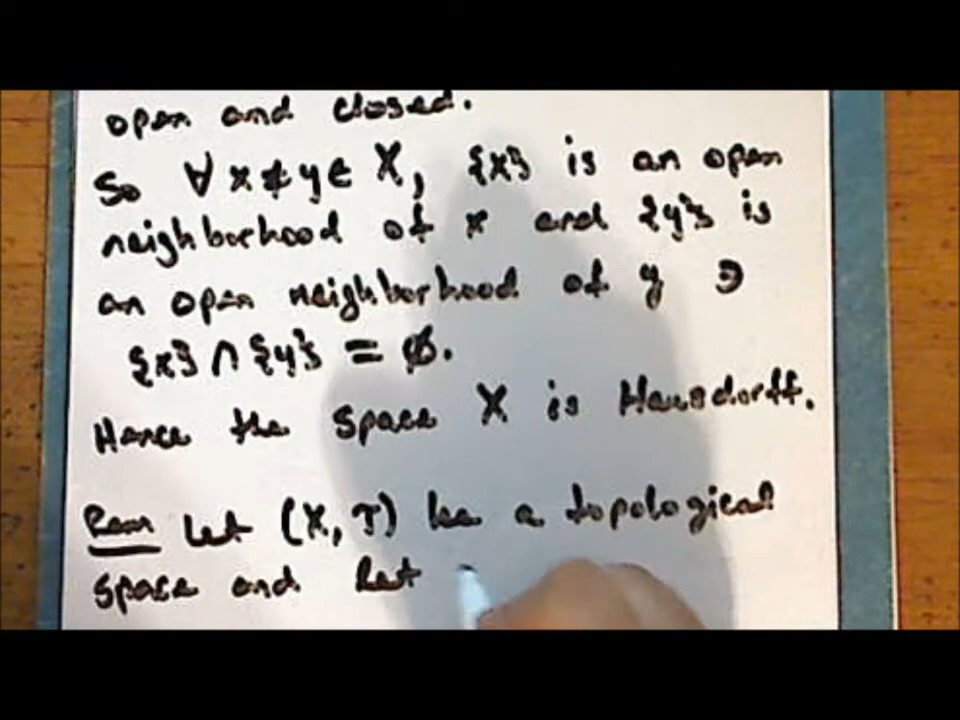 open and closed.
So ∀ x ≠ y ∈ X, {x} is an open
neighborhood of x and {y} is
an open neighborhood of y ∋
{x} ∩ {y} = ∅.
Hence the space X is Hausdorff.
Rem Let (X, τ) be a topological
space and let